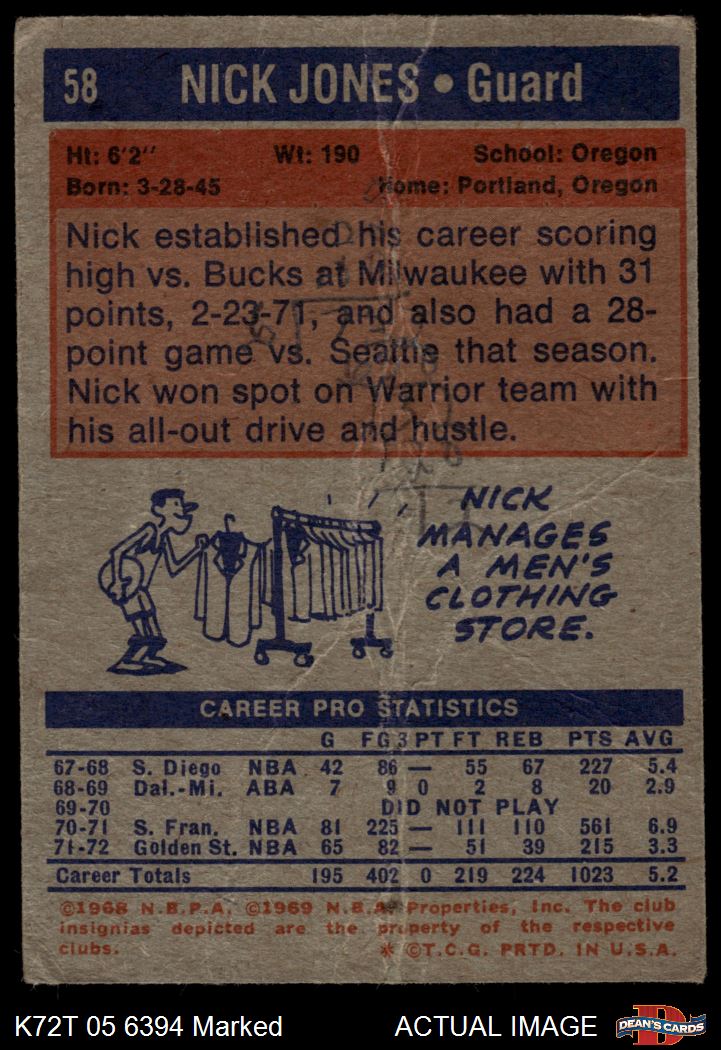 58 NICK JONES • Guard
Ht: 6'2" Wt: 190 School: Oregon
Born: 3-28-45 Home: Portland, Oregon
Nick established his career scoring
high vs. Bucks at Milwaukee with 31
points, 2-23-71, and also had a 28-
point game vs. Seattle that season.
Nick won spot on Warrior team with
his all-out drive and hustle.
NICK
MANAGES
A MEN'S
CLOTHING
STORE.
CAREER PRO STATISTICS
G FG 3PT FT REB PTS AVG
67-68 S. Diego NBA 42 86 — 55 67 227 5.4
68-69 Dal.-Mi. ABA 7 9 0 2 8 20 2.9
69-70 DID NOT PLAY
70-71 S. Fran. NBA 81 225 — 111 110 561 6.9
71-72 Golden St. NBA 65 82 — 51 39 215 3.3
Career Totals 195 402 0 219 224 1023 5.2
©1968 N.B.P.A. ©1969 N.B.A. Properties, Inc. The club
insignias depicted are the property of the respective
clubs. * ©T.C.G. PRTD. IN U.S.A.
K72T 05 6394 Marked ACTUAL IMAGE DEAN'S CARDS